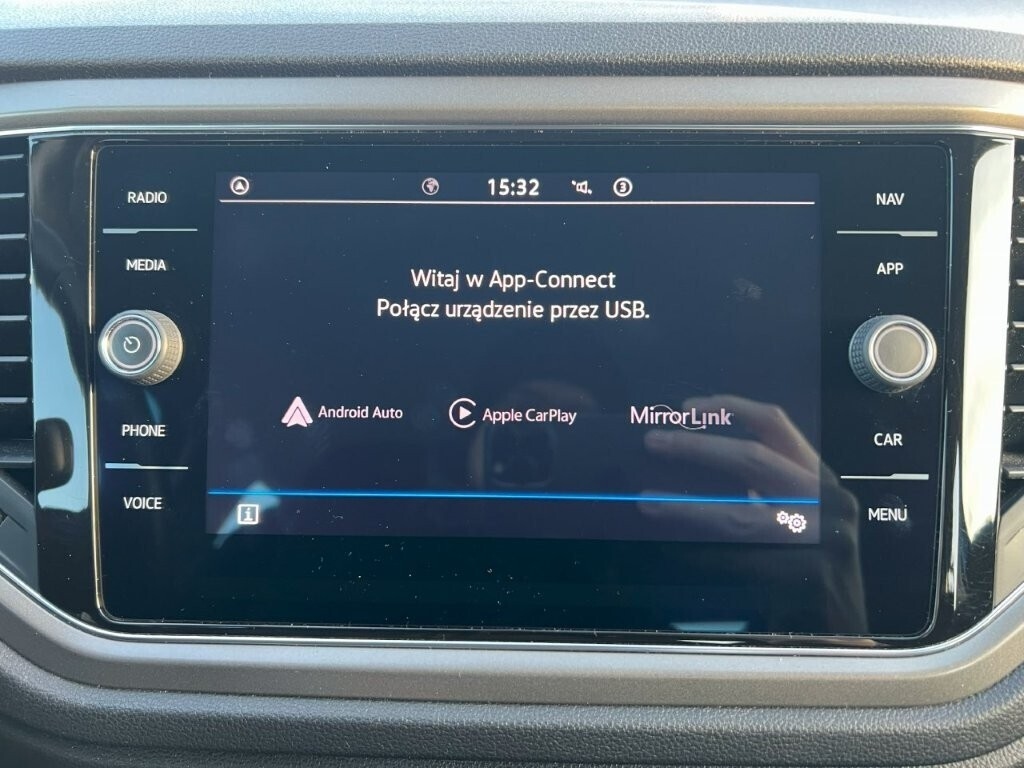 15:32
3
RADIO
MEDIA
PHONE
VOICE
Witaj w App-Connect
Połącz urządzenie przez USB.
Android Auto
Apple CarPlay
MirrorLink
i
NAV
APP
CAR
MENU